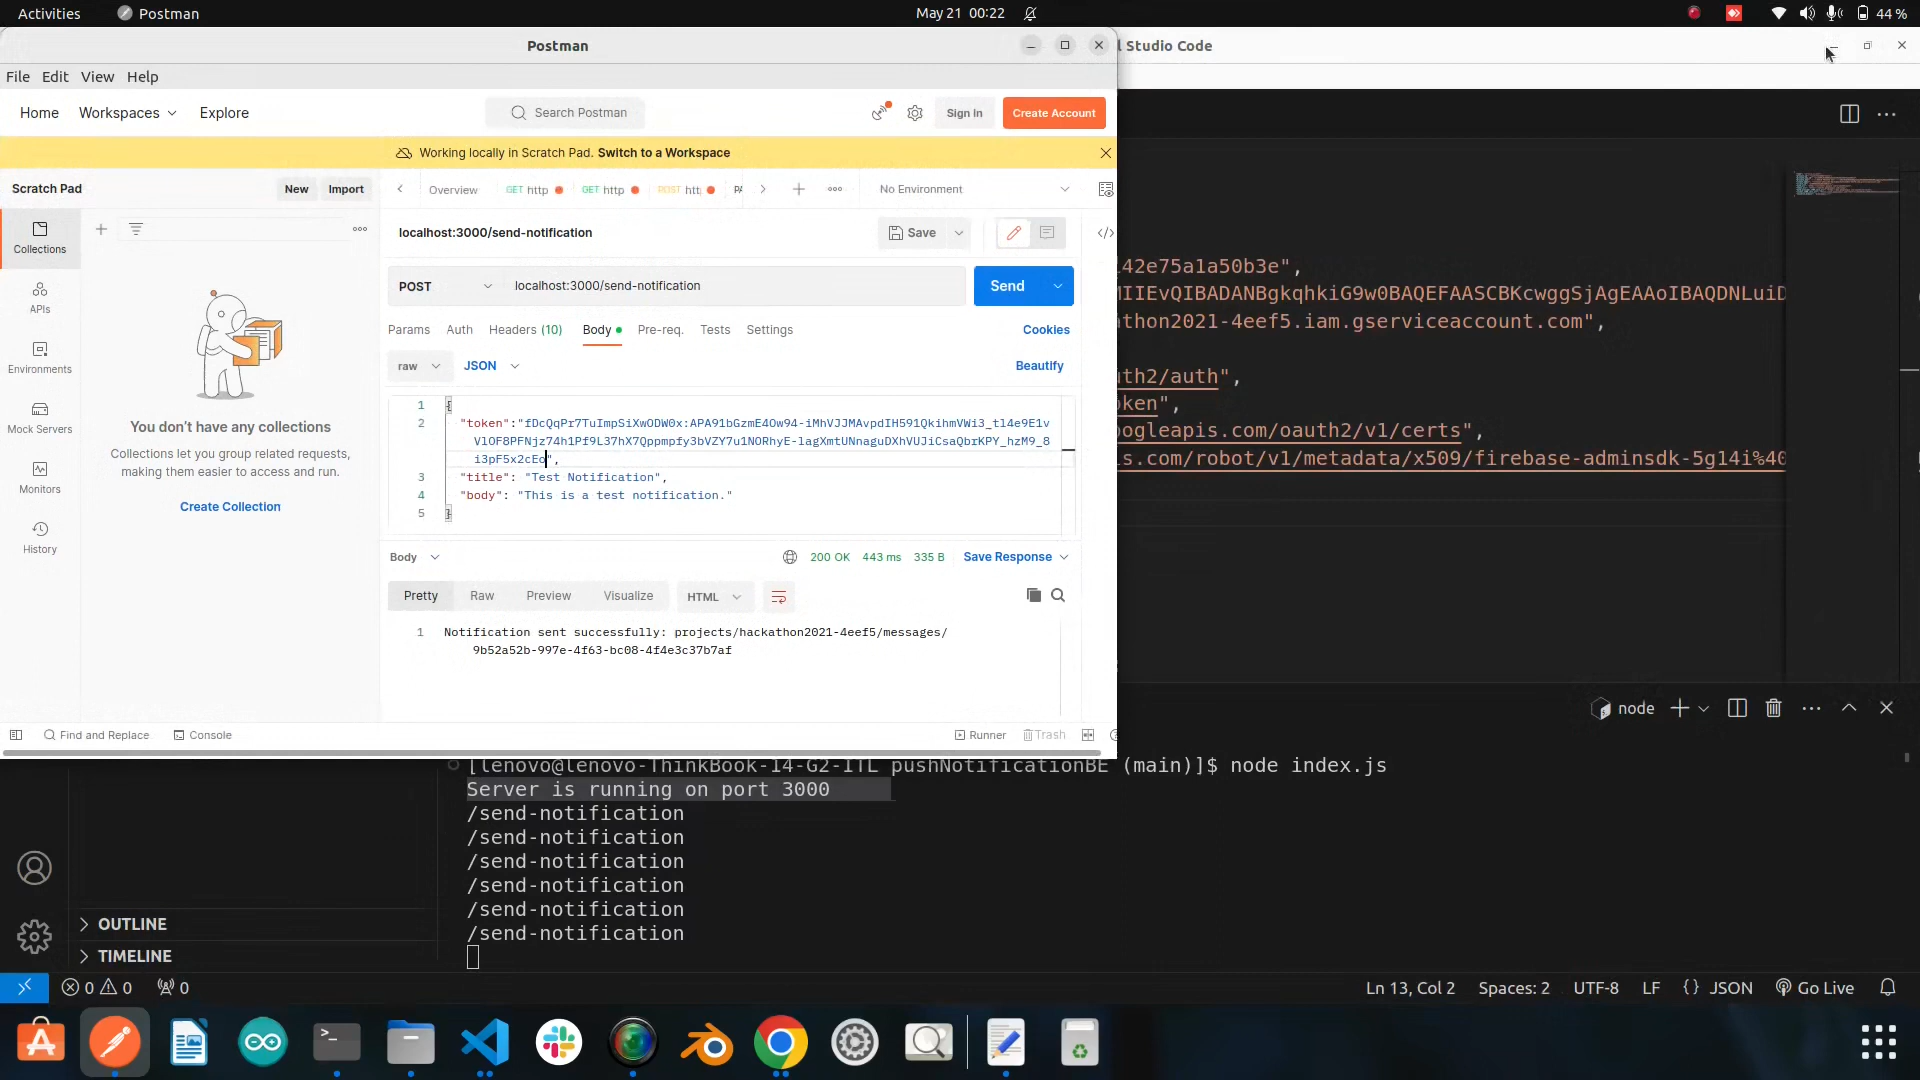 Activities Postman May 21 00:22 44 %
Postman
l Studio Code
File Edit View Help
Home Workspaces Explore Search Postman Sign In Create Account
Working locally in Scratch Pad. Switch to a Workspace
Scratch Pad New Import
Overview GET http GET http POST htt No Environment
Collections
APIs
Environments
Mock Servers
Monitors
History
You don't have any collections
Collections let you group related requests,
making them easier to access and run.
Create Collection
localhost:3000/send-notification Save
POST localhost:3000/send-notification Send
Params Auth Headers (10) Body Pre-req. Tests Settings Cookies
raw JSON Beautify
1 {
2 "token":"fDcQqPr7TuImpSiXwODW0x:APA91bGzmE4Ow94-iMhVJJMAvpdIH591QkihmVWi3_tl4e9E1v
VlOF8PFNjz74h1Pf9L37hX7Qppmpfy3bVZY7u1NORhyE-lagXmtUNnaguDXhVUJiCsaQbrKPY_hzM9_8
i3pF5x2cEo",
3 "title": "Test Notification",
4 "body": "This is a test notification."
5 }
Body 200 OK 443 ms 335 B Save Response
Pretty Raw Preview Visualize HTML
1 Notification sent successfully: projects/hackathon2021-4eef5/messages/
9b52a52b-997e-4f63-bc08-4f4e3c37b7af
Find and Replace Console Runner Trash
42e75a1a50b3e",
MIIEvQIBADANBgkqhkiG9w0BAQEFAASCBKcwggSjAgEAAoIBAQDNLuiD
thon2021-4eef5.iam.gserviceaccount.com",
uth2/auth",
oken",
ogleapis.com/oauth2/v1/certs",
is.com/robot/v1/metadata/x509/firebase-adminsdk-5g14i%40
node
[lenovo@lenovo-ThinkBook-14-G2-ITL pushNotificationBE (main)]$ node index.js
Server is running on port 3000
/send-notification
/send-notification
/send-notification
/send-notification
/send-notification
/send-notification
OUTLINE
TIMELINE
0 0 0 Ln 13, Col 2 Spaces: 2 UTF-8 LF {} JSON Go Live